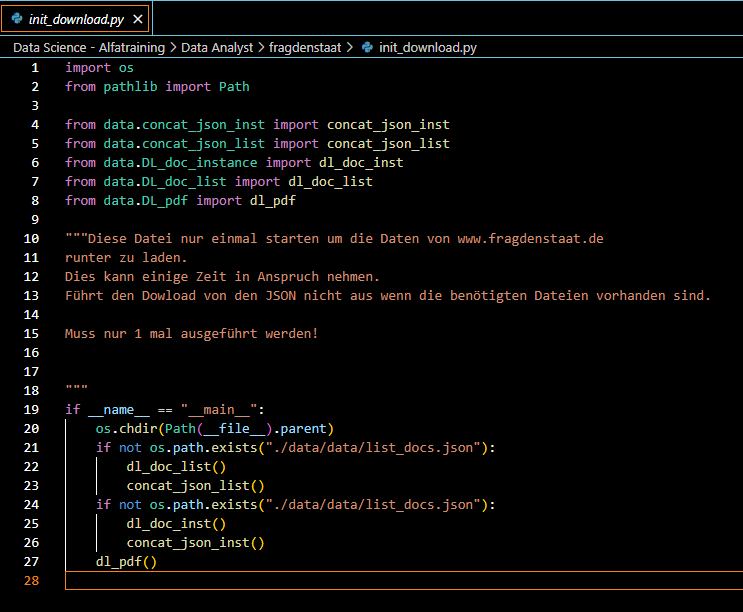 init_download.py
Data Science - Alfatraining > Data Analyst > fragdenstaat > init_download.py
1 import os
2 from pathlib import Path
3
4 from data.concat_json_inst import concat_json_inst
5 from data.concat_json_list import concat_json_list
6 from data.DL_doc_instance import dl_doc_inst
7 from data.DL_doc_list import dl_doc_list
8 from data.DL_pdf import dl_pdf
9
10 """Diese Datei nur einmal starten um die Daten von www.fragdenstaat.de
11 runter zu laden.
12 Dies kann einige Zeit in Anspruch nehmen.
13 Führt den Dowload von den JSON nicht aus wenn die benötigten Dateien vorhanden sind.
14
15 Muss nur 1 mal ausgeführt werden!
16
17
18 """
19 if __name__ == "__main__":
20     os.chdir(Path(__file__).parent)
21     if not os.path.exists("./data/data/list_docs.json"):
22         dl_doc_list()
23         concat_json_list()
24     if not os.path.exists("./data/data/list_docs.json"):
25         dl_doc_inst()
26         concat_json_inst()
27     dl_pdf()
28